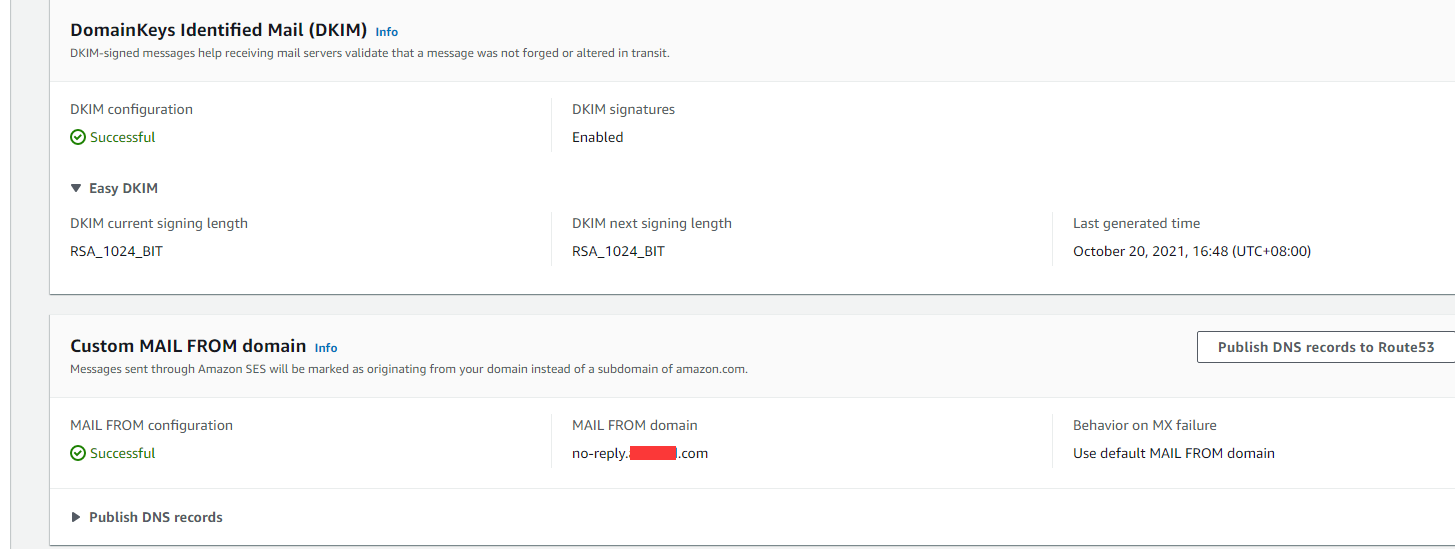 DomainKeys Identified Mail (DKIM) Info
DKIM-signed messages help receiving mail servers validate that a message was not forged or altered in transit.
DKIM configuration
Successful
DKIM signatures
Enabled
Easy DKIM
DKIM current signing length
RSA_1024_BIT
DKIM next signing length
RSA_1024_BIT
Last generated time
October 20, 2021, 16:48 (UTC+08:00)
Custom MAIL FROM domain Info
Publish DNS records to Route53
Messages sent through Amazon SES will be marked as originating from your domain instead of a subdomain of amazon.com.
MAIL FROM configuration
Successful
MAIL FROM domain
no-reply. .com
Behavior on MX failure
Use default MAIL FROM domain
Publish DNS records